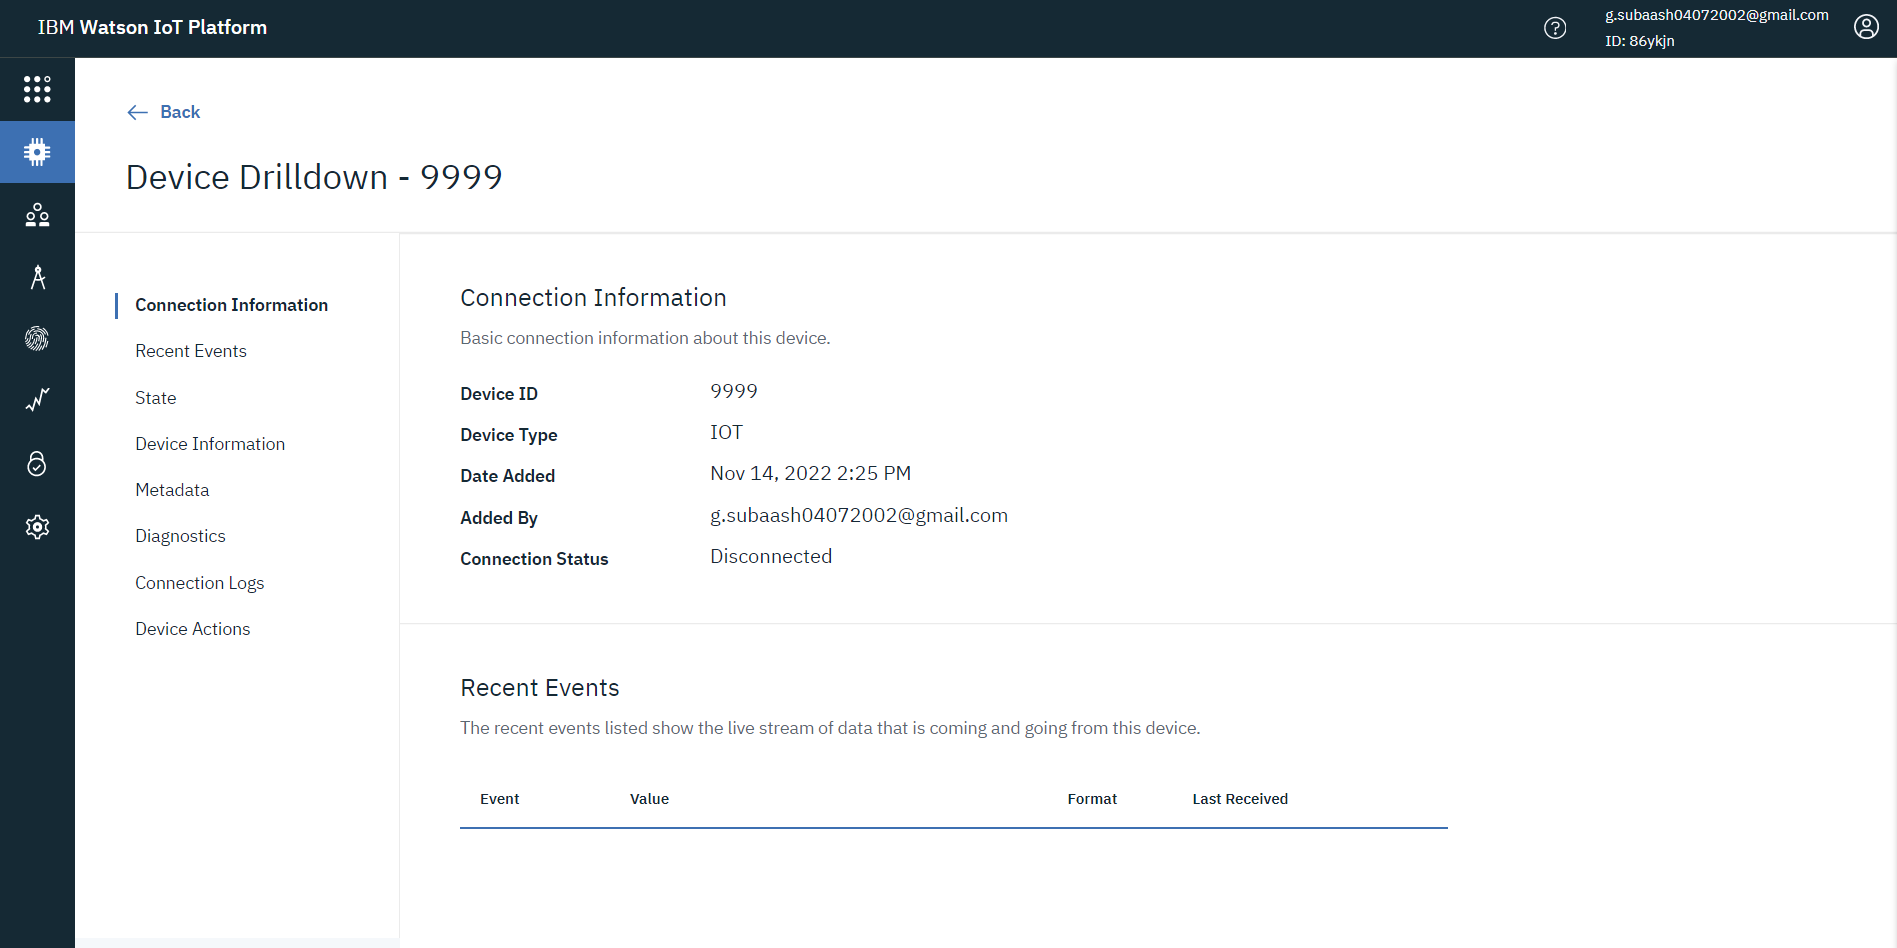 IBM Watson IoT Platform
g.subaash04072002@gmail.com
ID: 86ykjn
Back
Device Drilldown - 9999
Connection Information
Recent Events
State
Device Information
Metadata
Diagnostics
Connection Logs
Device Actions
Connection Information
Basic connection information about this device.
Device ID 9999
Device Type IOT
Date Added Nov 14, 2022 2:25 PM
Added By g.subaash04072002@gmail.com
Connection Status Disconnected
Recent Events
The recent events listed show the live stream of data that is coming and going from this device.
Event Value Format Last Received